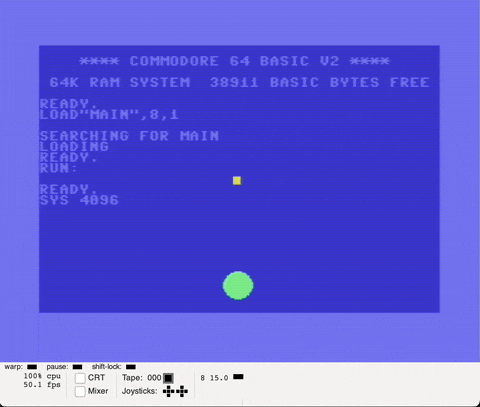 **** COMMODORE 64 BASIC V2 ****
64K RAM SYSTEM  38911 BASIC BYTES FREE
READY.
LOAD"MAIN",8,1
SEARCHING FOR MAIN
LOADING
READY.
RUN:
READY.
SYS 4096
warp: pause: shift-lock:
100% cpu
50.1 fps
CRT
Mixer
Tape: 000
Joysticks:
8 15.0